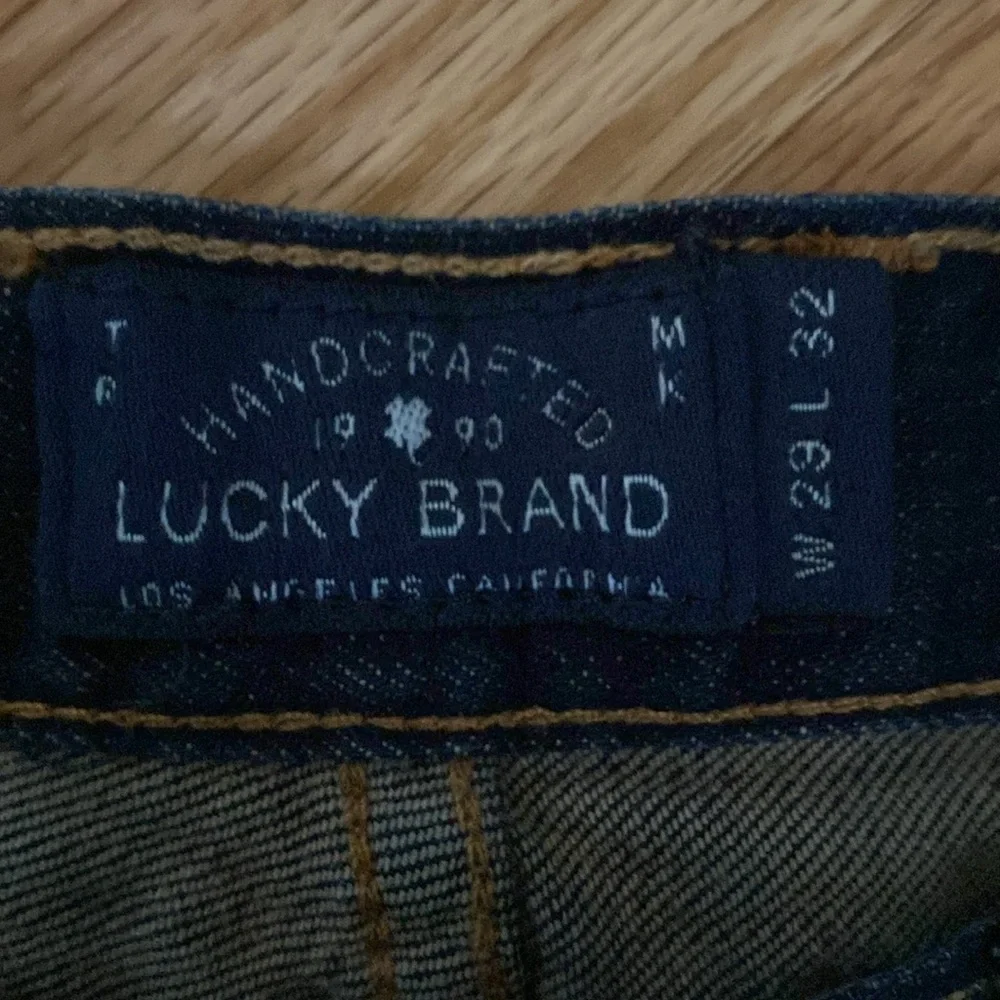 T M
R K
HANDCRAFTED
19 90
LUCKY BRAND
LOS ANGELES CALIFORNIA
W 29 L 32